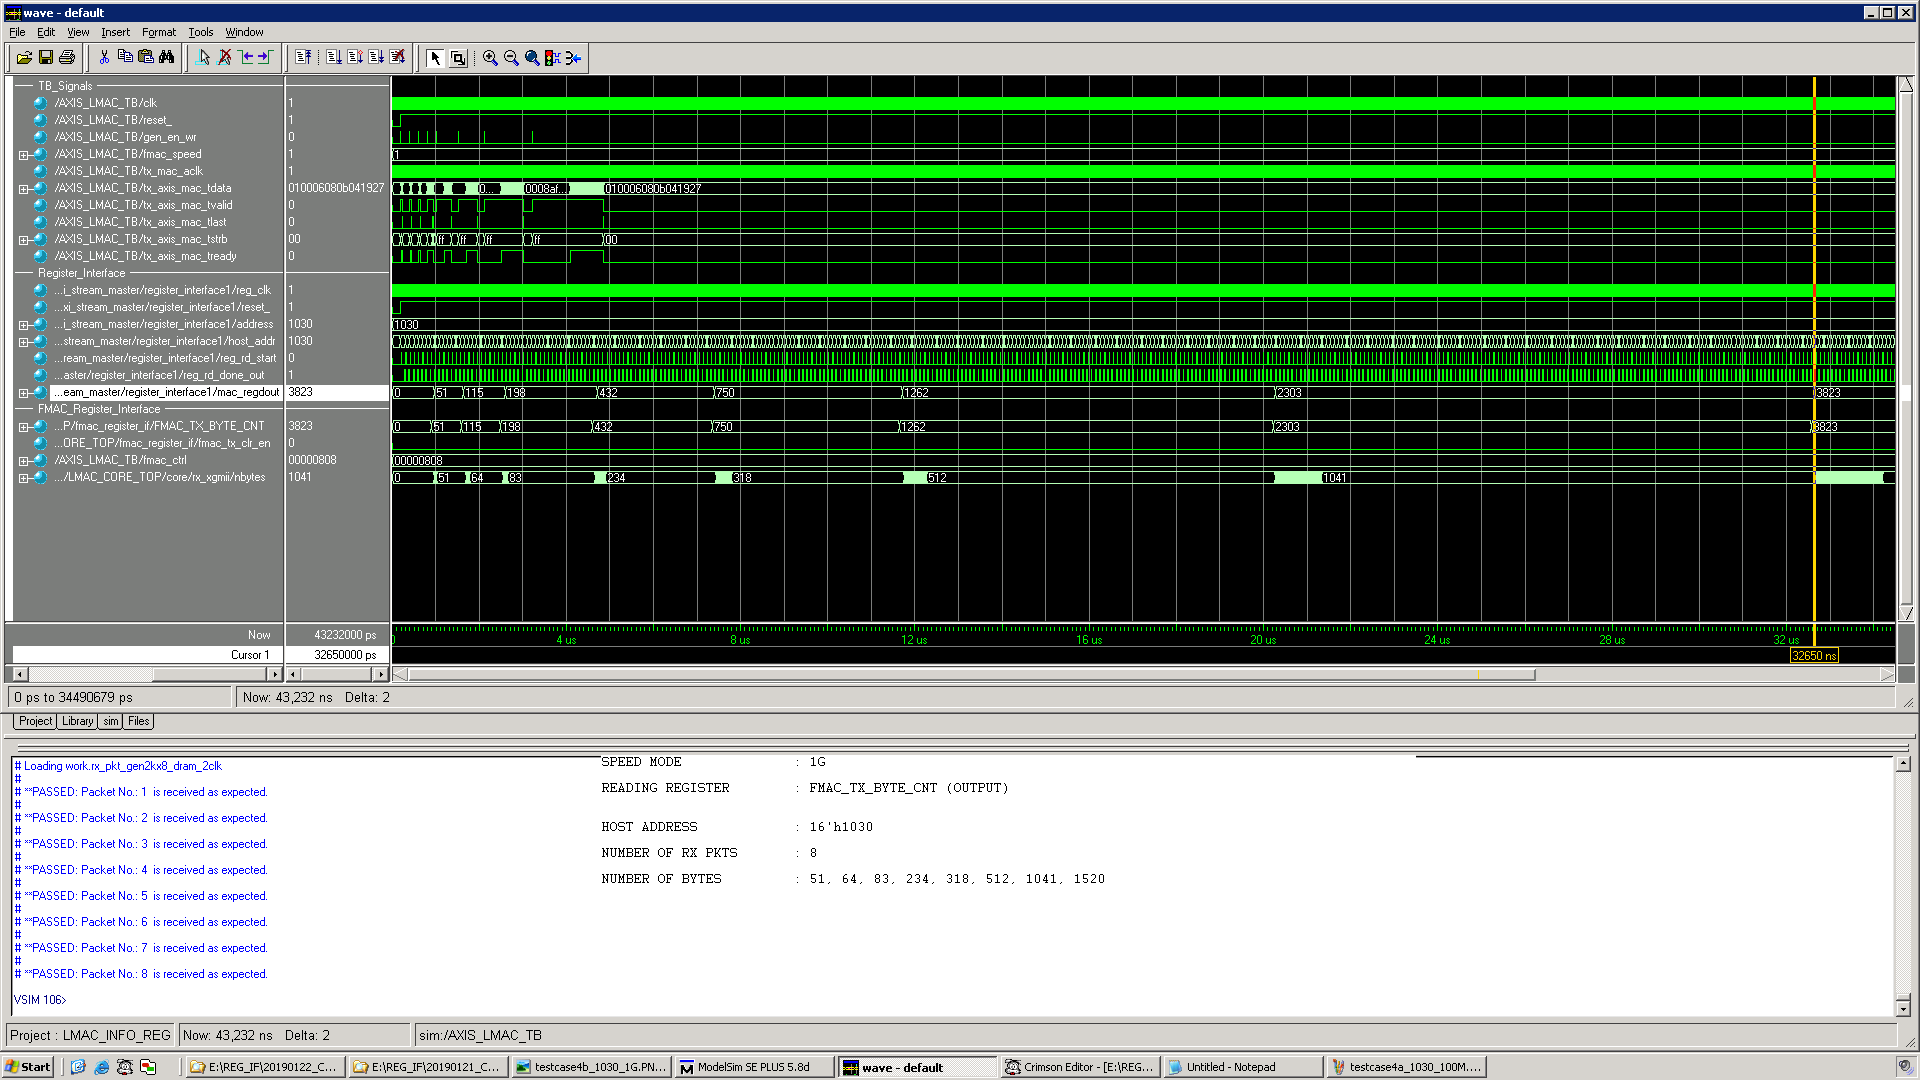 wave - default
File Edit View Insert Format Tools Window
TB_Signals
/AXIS_LMAC_TB/clk 1
/AXIS_LMAC_TB/reset_ 1
/AXIS_LMAC_TB/gen_en_wr 0
/AXIS_LMAC_TB/fmac_speed 1 1
/AXIS_LMAC_TB/tx_mac_aclk 1
/AXIS_LMAC_TB/tx_axis_mac_tdata 010006080b041927 0... 0008af... 010006080b041927
/AXIS_LMAC_TB/tx_axis_mac_tvalid 0
/AXIS_LMAC_TB/tx_axis_mac_tlast 0
/AXIS_LMAC_TB/tx_axis_mac_tstrb 00 ff ff ff ff 00
/AXIS_LMAC_TB/tx_axis_mac_tready 0
Register_Interface
...i_stream_master/register_interface1/reg_clk 1
...xi_stream_master/register_interface1/reset_ 1
...i_stream_master/register_interface1/address 1030 1030
...stream_master/register_interface1/host_addr 1030
...ream_master/register_interface1/reg_rd_start 0
...aster/register_interface1/reg_rd_done_out 1
...eam_master/register_interface1/mac_regdout 3823 0 51 115 198 432 750 1262 2303 3823
FMAC_Register_Interface
...P/fmac_register_if/FMAC_TX_BYTE_CNT 3823 0 51 115 198 432 750 1262 2303 3823
...ORE_TOP/fmac_register_if/fmac_tx_clr_en 0
/AXIS_LMAC_TB/fmac_ctrl 00000808 00000808
.../LMAC_CORE_TOP/core/rx_xgmii/nbytes 1041 0 51 64 83 234 318 512 1041
Now 43232000 ps 0 4 us 8 us 12 us 16 us 20 us 24 us 28 us 32 us
Cursor 1 32650000 ps 32650 ns
0 ps to 34490679 ps Now: 43,232 ns Delta: 2
Project Library sim Files
# Loading work.rx_pkt_gen2kx8_dram_2clk
#
# **PASSED: Packet No.: 1 is received as expected.
#
# **PASSED: Packet No.: 2 is received as expected.
#
# **PASSED: Packet No.: 3 is received as expected.
#
# **PASSED: Packet No.: 4 is received as expected.
#
# **PASSED: Packet No.: 5 is received as expected.
#
# **PASSED: Packet No.: 6 is received as expected.
#
# **PASSED: Packet No.: 7 is received as expected.
#
# **PASSED: Packet No.: 8 is received as expected.
VSIM 106>
SPEED MODE : 1G
READING REGISTER : FMAC_TX_BYTE_CNT (OUTPUT)
HOST ADDRESS : 16'h1030
NUMBER OF RX PKTS : 8
NUMBER OF BYTES : 51, 64, 83, 234, 318, 512, 1041, 1520
Project : LMAC_INFO_REG Now: 43,232 ns Delta: 2 sim:/AXIS_LMAC_TB
Start E:\REG_IF\20190122_C... E:\REG_IF\20190121_C... testcase4b_1030_1G.PN... ModelSim SE PLUS 5.8d wave - default Crimson Editor - [E:\REG... Untitled - Notepad testcase4a_1030_100M....